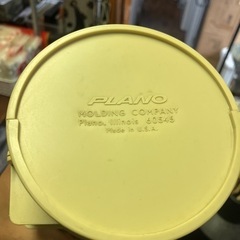 PLANO
MOLDING COMPANY
Plano, Illinois 60545
Made in U.S.A.